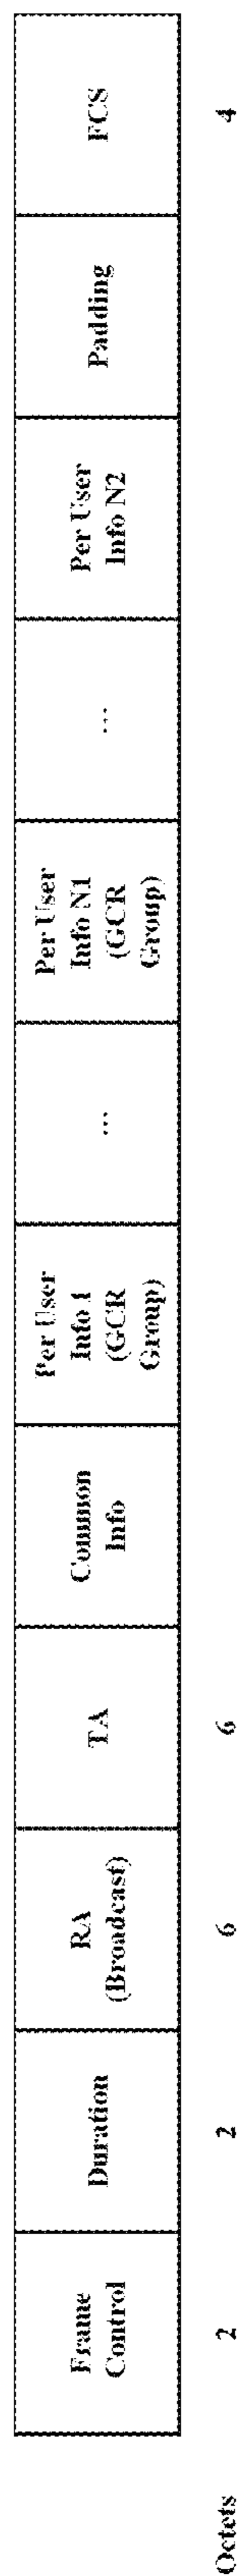 Frame
Control
Duration
RA
(Broadcast)
TA
Common
Info
Per User
Info 1
(GCR
Group)
...
Per User
Info N1
(GCR
Group)
...
Per User
Info N2
Padding
FCS
Octets
2
2
6
6
4